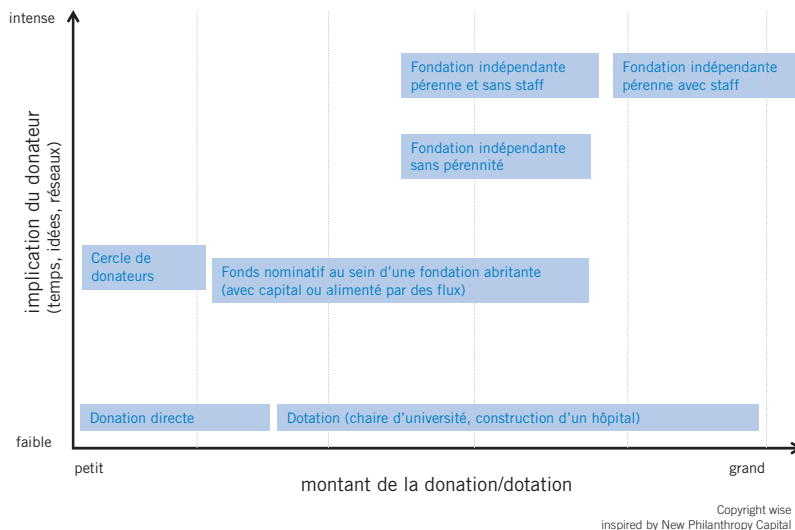 intense
Fondation indépendante
pérenne et sans staff
Fondation indépendante
pérenne avec staff
Fondation indépendante
sans pérennité
implication du donateur
(temps, idées, réseaux)
Cercle de
donateurs
Fonds nominatif au sein d'une fondation abritante
(avec capital ou alimenté par des flux)
Donation directe
Dotation (chaire d'université, construction d'un hôpital)
faible
petit
grand
montant de la donation/dotation
Copyright wise
inspired by New Philanthropy Capital